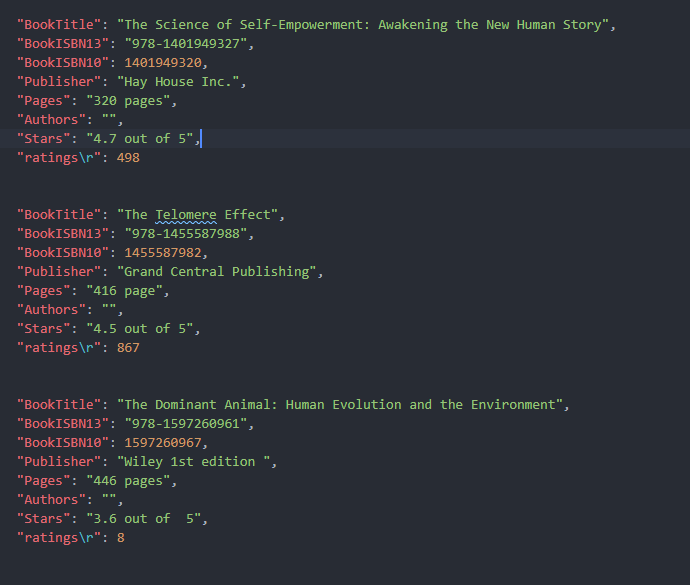 "BookTitle": "The Science of Self-Empowerment: Awakening the New Human Story",
"BookISBN13": "978-1401949327",
"BookISBN10": 1401949320,
"Publisher": "Hay House Inc.",
"Pages": "320 pages",
"Authors": "",
"Stars": "4.7 out of 5",
"ratings\r": 498
"BookTitle": "The Telomere Effect",
"BookISBN13": "978-1455587988",
"BookISBN10": 1455587982,
"Publisher": "Grand Central Publishing",
"Pages": "416 page",
"Authors": "",
"Stars": "4.5 out of 5",
"ratings\r": 867
"BookTitle": "The Dominant Animal: Human Evolution and the Environment",
"BookISBN13": "978-1597260961",
"BookISBN10": 1597260967,
"Publisher": "Wiley 1st edition ",
"Pages": "446 pages",
"Authors": "",
"Stars": "3.6 out of  5",
"ratings\r": 8